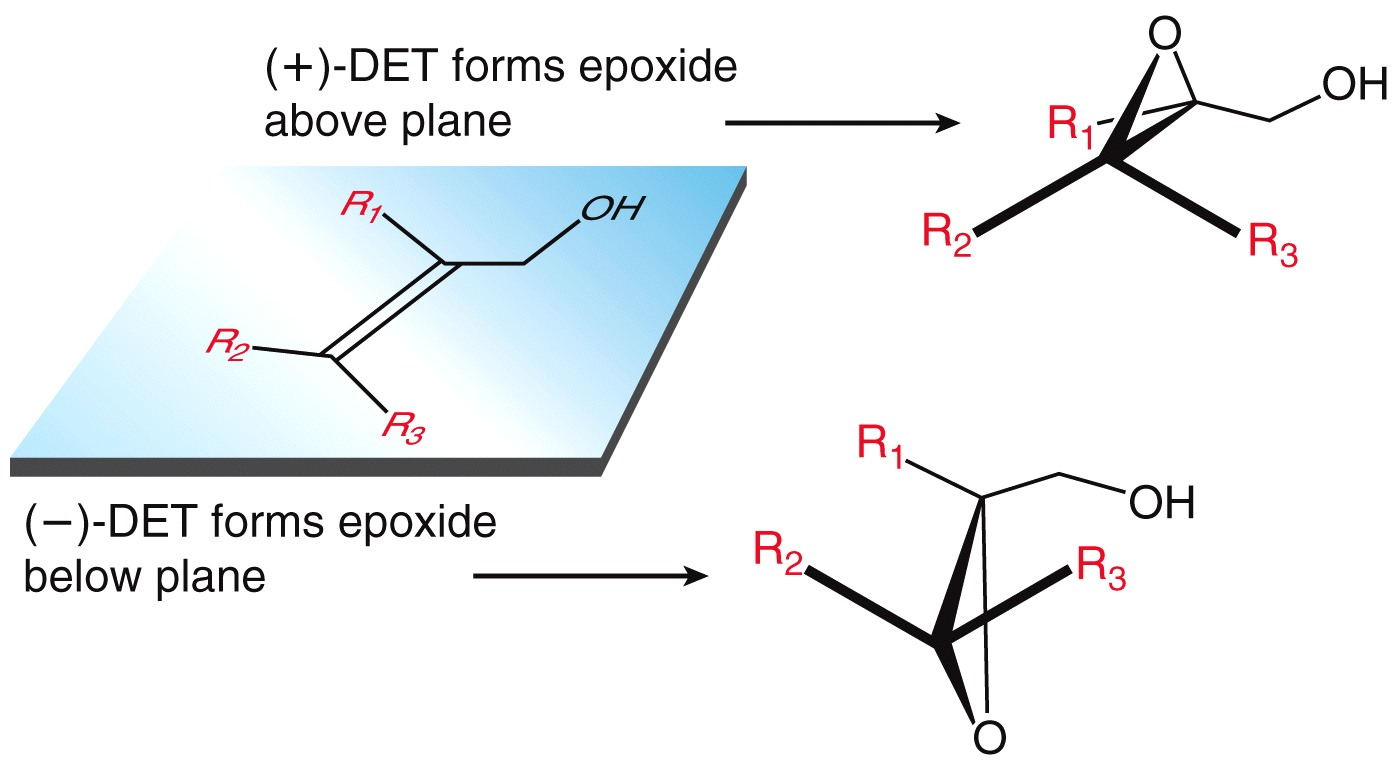 (+)-DET forms epoxide
above plane
O
OH
R1
R2
R3
R1
OH
R2
R3
(−)-DET forms epoxide
below plane
R1
OH
R2
R3
O